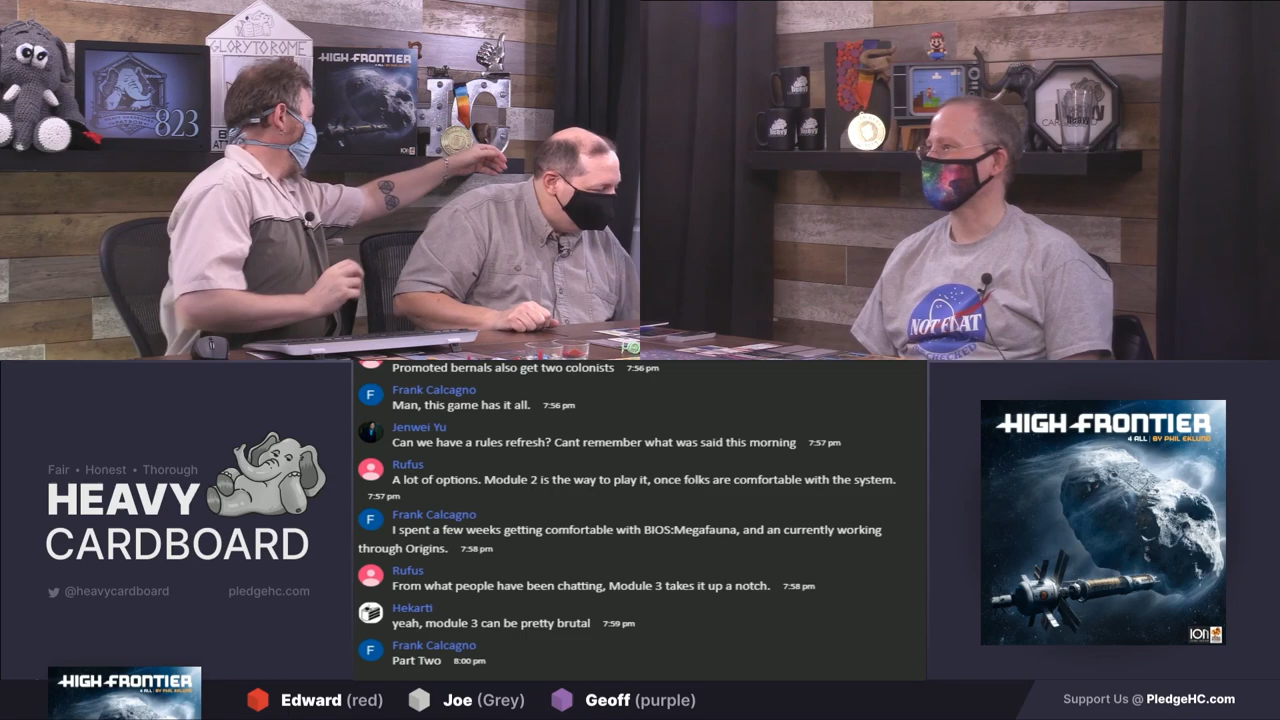 GLORY TO ROME
HIGH FRONTIER
823
ION
NOT FLAT
Promoted bernals also get two colonists 7:56 pm
Frank Calcagno
Man, this game has it all. 7:56 pm
Jenwei Yu
Can we have a rules refresh? Cant remember what was said this morning 7:57 pm
Rufus
A lot of options. Module 2 is the way to play it, once folks are comfortable with the system.
7:57 pm
Frank Calcagno
I spent a few weeks getting comfortable with BIOS:Megafauna, and an currently working
through Origins. 7:58 pm
Rufus
From what people have been chatting, Module 3 takes it up a notch. 7:58 pm
Hekarti
yeah, module 3 can be pretty brutal 7:59 pm
Frank Calcagno
Part Two 8:00 pm
Fair • Honest • Thorough
HEAVY
CARDBOARD
@heavycardboard pledgehc.com
HIGH FRONTIER
4 ALL | BY PHIL EKLUND
ION
HIGH FRONTIER
Edward (red) Joe (Grey) Geoff (purple)
Support Us @ PledgeHC.com